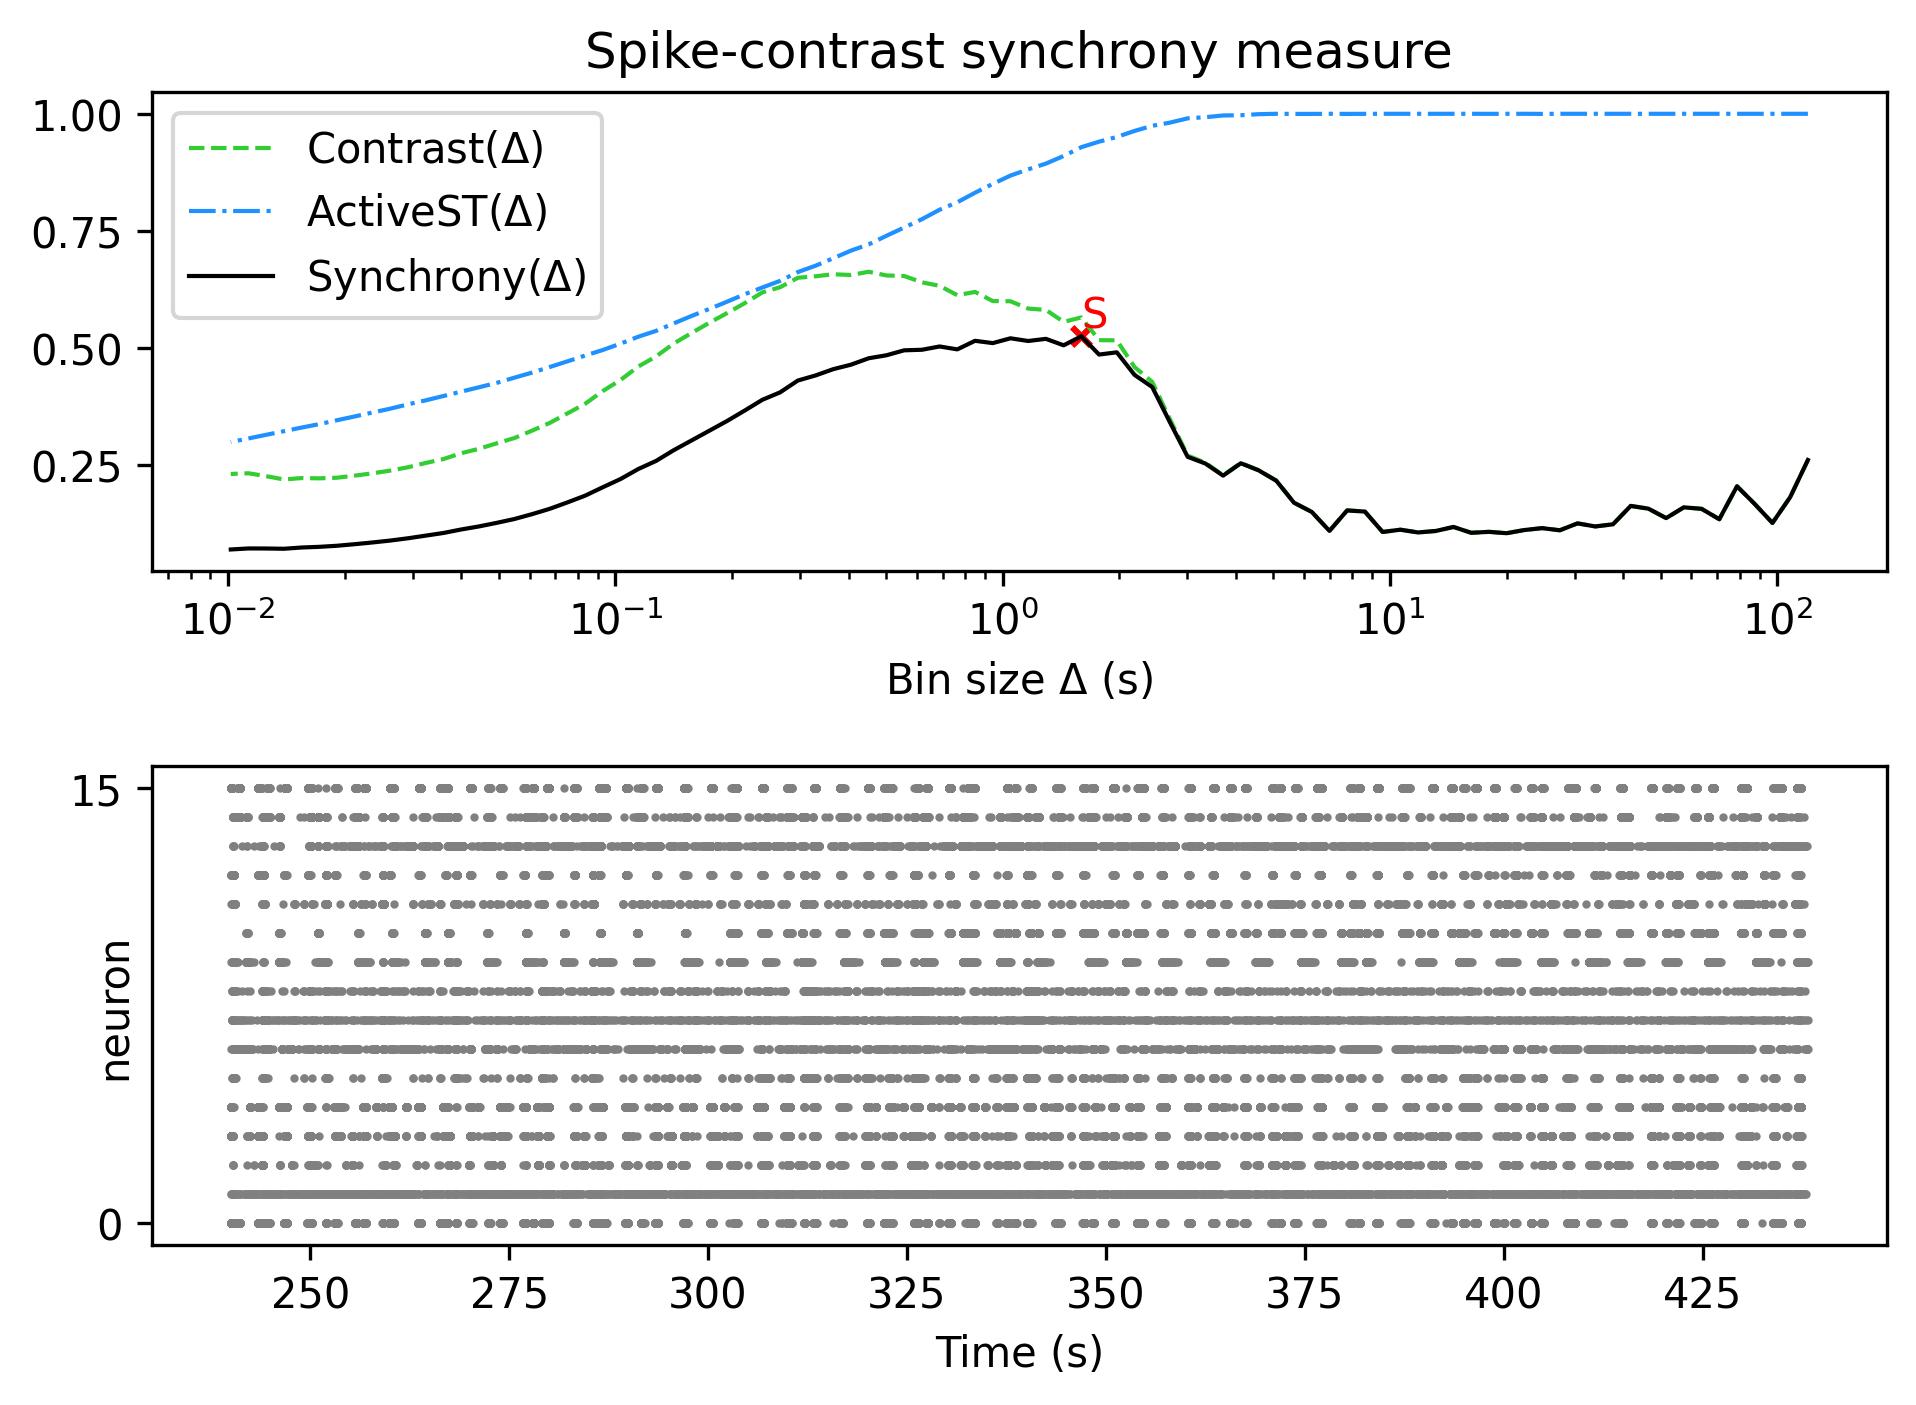 Spike-contrast synchrony measure
1.00
0.75
0.50
0.25
Contrast(Δ)
ActiveST(Δ)
Synchrony(Δ)
S
10⁻² 10⁻¹ 10⁰ 10¹ 10²
Bin size Δ (s)
15
0
neuron
250 275 300 325 350 375 400 425
Time (s)